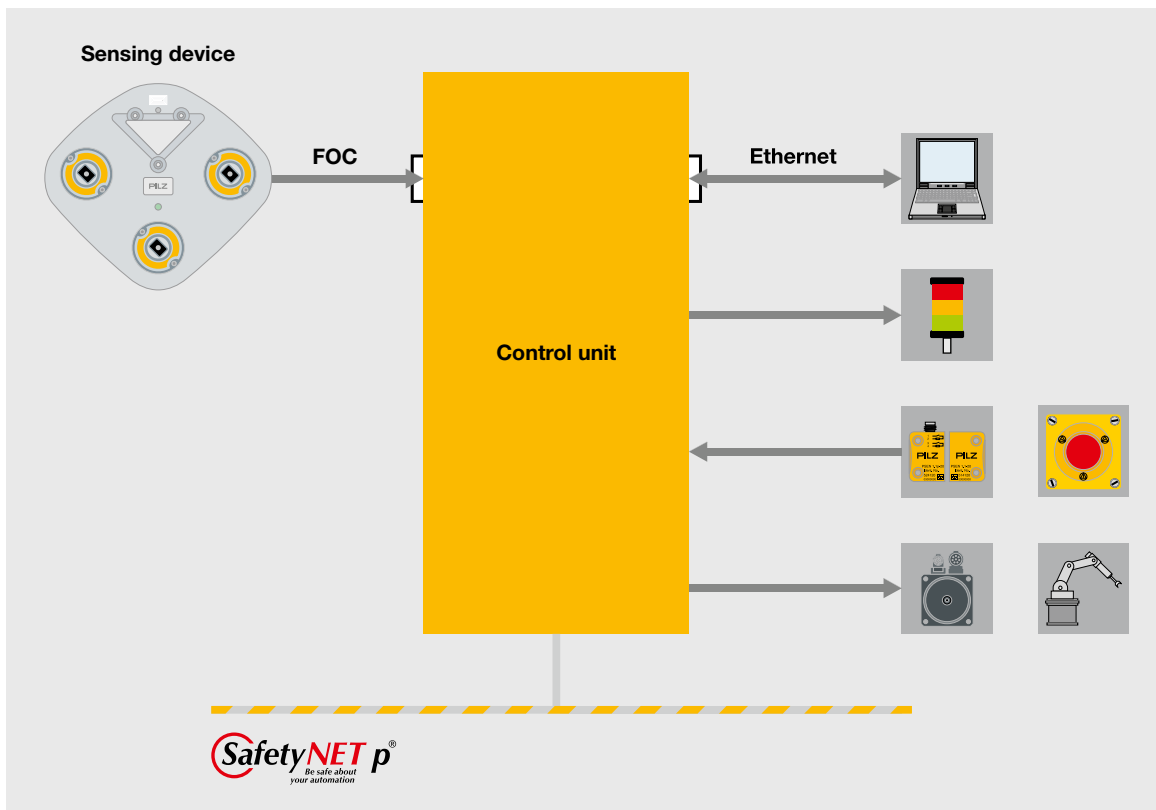 Sensing device
PILZ
FOC
Ethernet
Control unit
PILZ
PILZ
SafetyNET p®
Be safe about
your automation